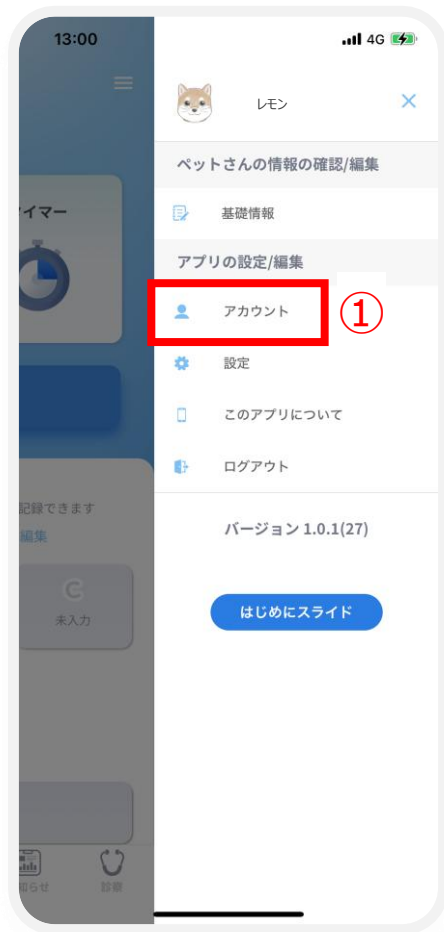 13:00
4G
レモン
ペットさんの情報の確認/編集
イマー
基礎情報
アプリの設定/編集
アカウント
①
設定
このアプリについて
ログアウト
記録できます
編集
バージョン 1.0.1(27)
未入力
はじめにスライド
らせ
診察